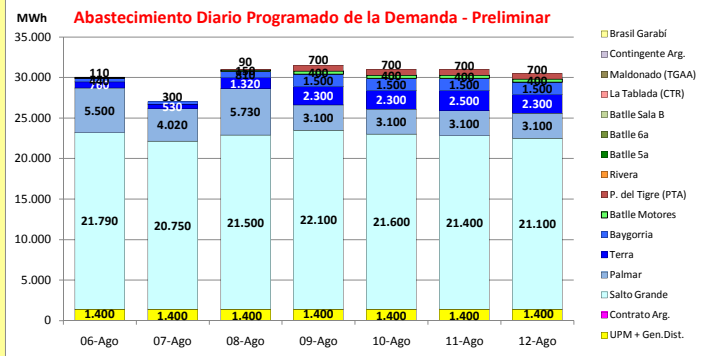 MWh
Abastecimiento Diario Programado de la Demanda - Preliminar
35.000
30.000
25.000
20.000
15.000
10.000
5.000
0
110
760
5.500
21.790
1.400
300
530
4.020
20.750
1.400
90
1.320
5.730
21.500
1.400
700
400
1.500
2.300
3.100
22.100
1.400
700
400
1.500
2.300
3.100
21.600
1.400
700
400
1.500
2.500
3.100
21.400
1.400
700
400
1.500
2.300
3.100
21.100
1.400
06-Ago 07-Ago 08-Ago 09-Ago 10-Ago 11-Ago 12-Ago
Brasil Garabí
Contingente Arg.
Maldonado (TGAA)
La Tablada (CTR)
Batlle Sala B
Batlle 6a
Batlle 5a
Rivera
P. del Tigre (PTA)
Batlle Motores
Baygorria
Terra
Palmar
Salto Grande
Contrato Arg.
UPM + Gen.Dist.